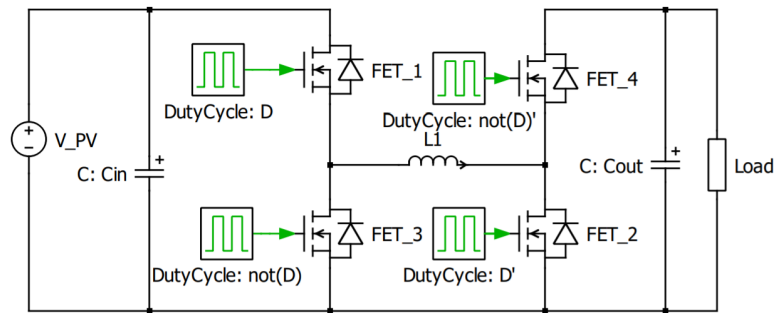 FET_1
FET_4
DutyCycle: D
DutyCycle: not(D)'
V_PV
L1
C: Cin
C: Cout
Load
FET_3
FET_2
DutyCycle: not(D)
DutyCycle: D'